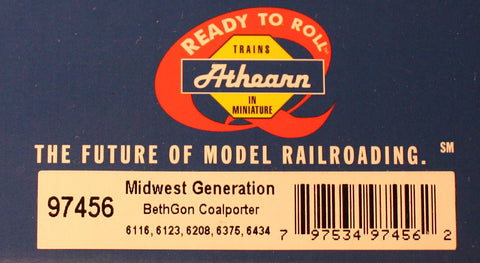 READY TO ROLL™
TRAINS
Athearn
IN
MINIATURE
THE FUTURE OF MODEL RAILROADING. SM
97456
Midwest Generation
BethGon Coalporter
6116, 6123, 6208, 6375, 6434
7 97534 97456 2